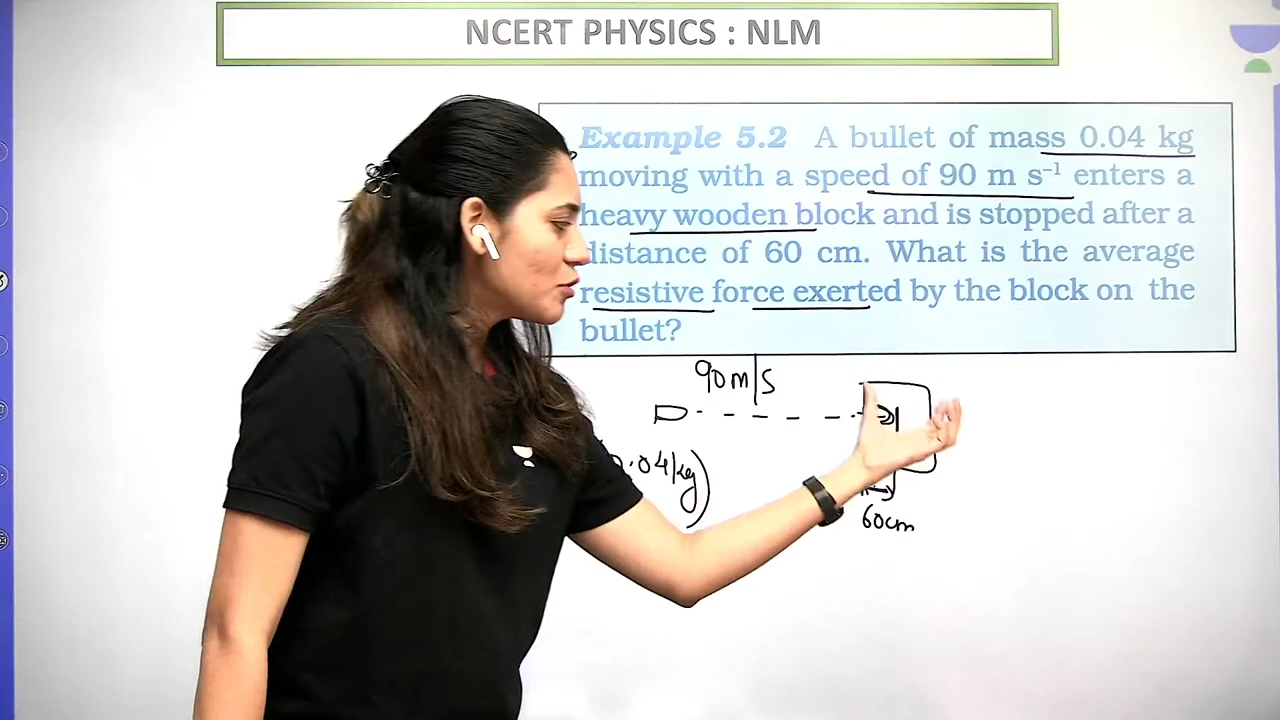 NCERT PHYSICS : NLM
Example 5.2 A bullet of mass 0.04 kg
moving with a speed of 90 m s⁻¹ enters a
heavy wooden block and is stopped after a
distance of 60 cm. What is the average
resistive force exerted by the block on the
bullet?
90m/s
0.04kg)
60cm